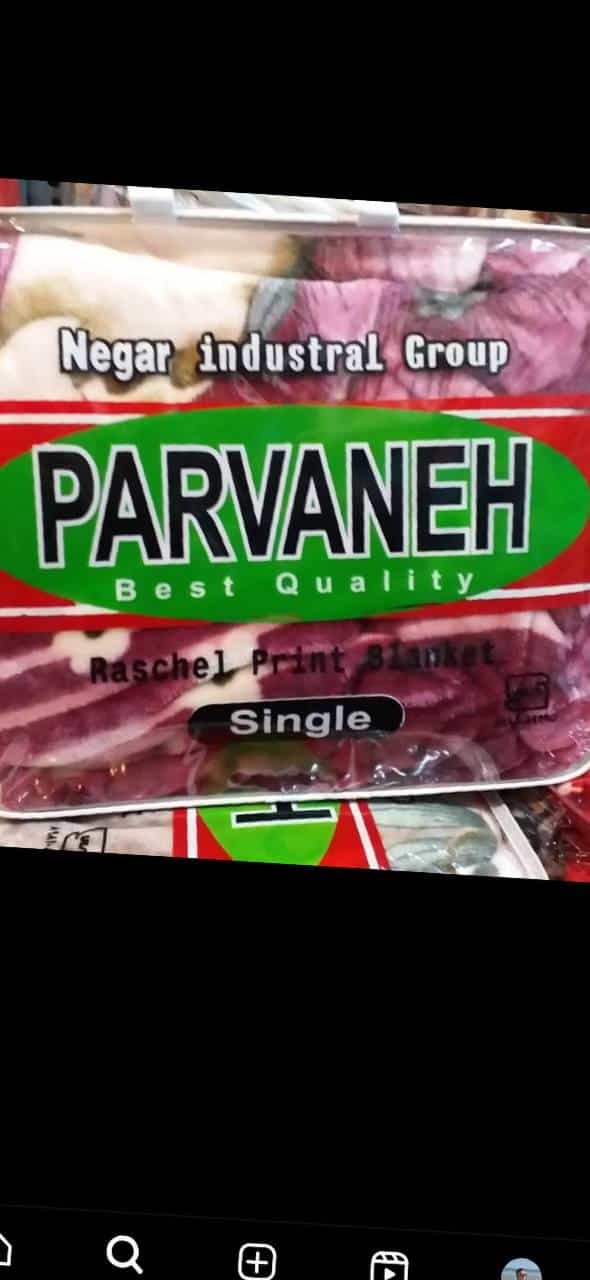 Negar industral Group
PARVANEH
Best Quality
Raschel Print Blanket
Single
H